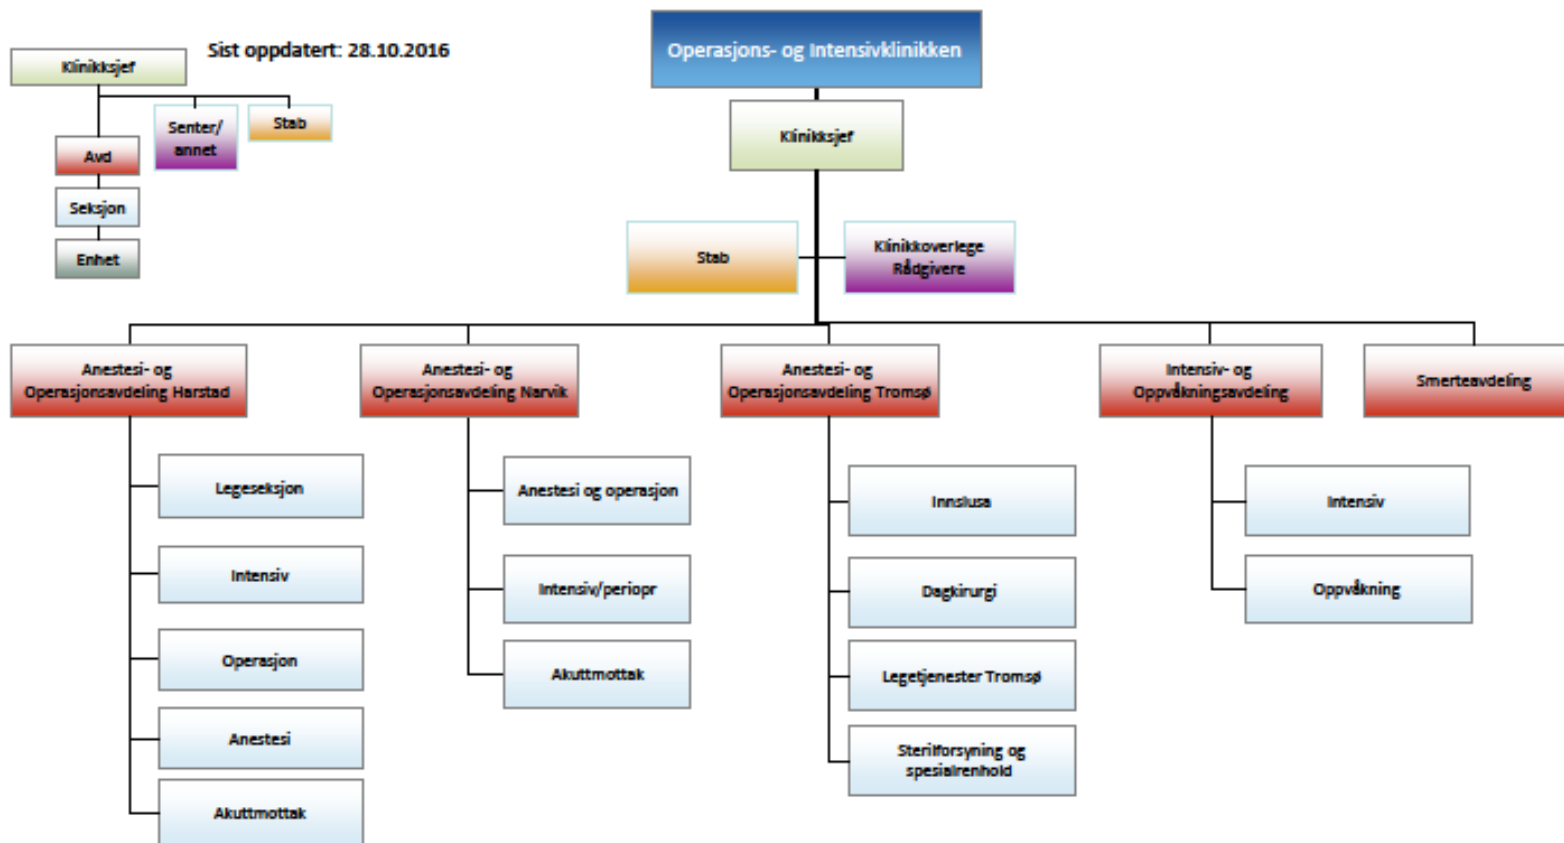 Sist oppdatert: 28.10.2016
Klinikksjef
Senter/
annet
Stab
Avd
Seksjon
Enhet
Operasjons- og Intensivklinikken
Klinikksjef
Stab
Klinikkoverlege
Rådgivere
Anestesi- og
Operasjonsavdeling Harstad
Legeseksjon
Intensiv
Operasjon
Anestesi
Akuttmottak
Anestesi- og
Operasjonsavdeling Narvik
Anestesi og operasjon
Intensiv/periopr
Akuttmottak
Anestesi- og
Operasjonsavdeling Tromsø
Innslusa
Dagkirurgi
Legetjenester Tromsø
Sterilforsyning og
spesialrenhold
Intensiv- og
Oppvåkningsavdeling
Intensiv
Oppvåkning
Smerteavdeling